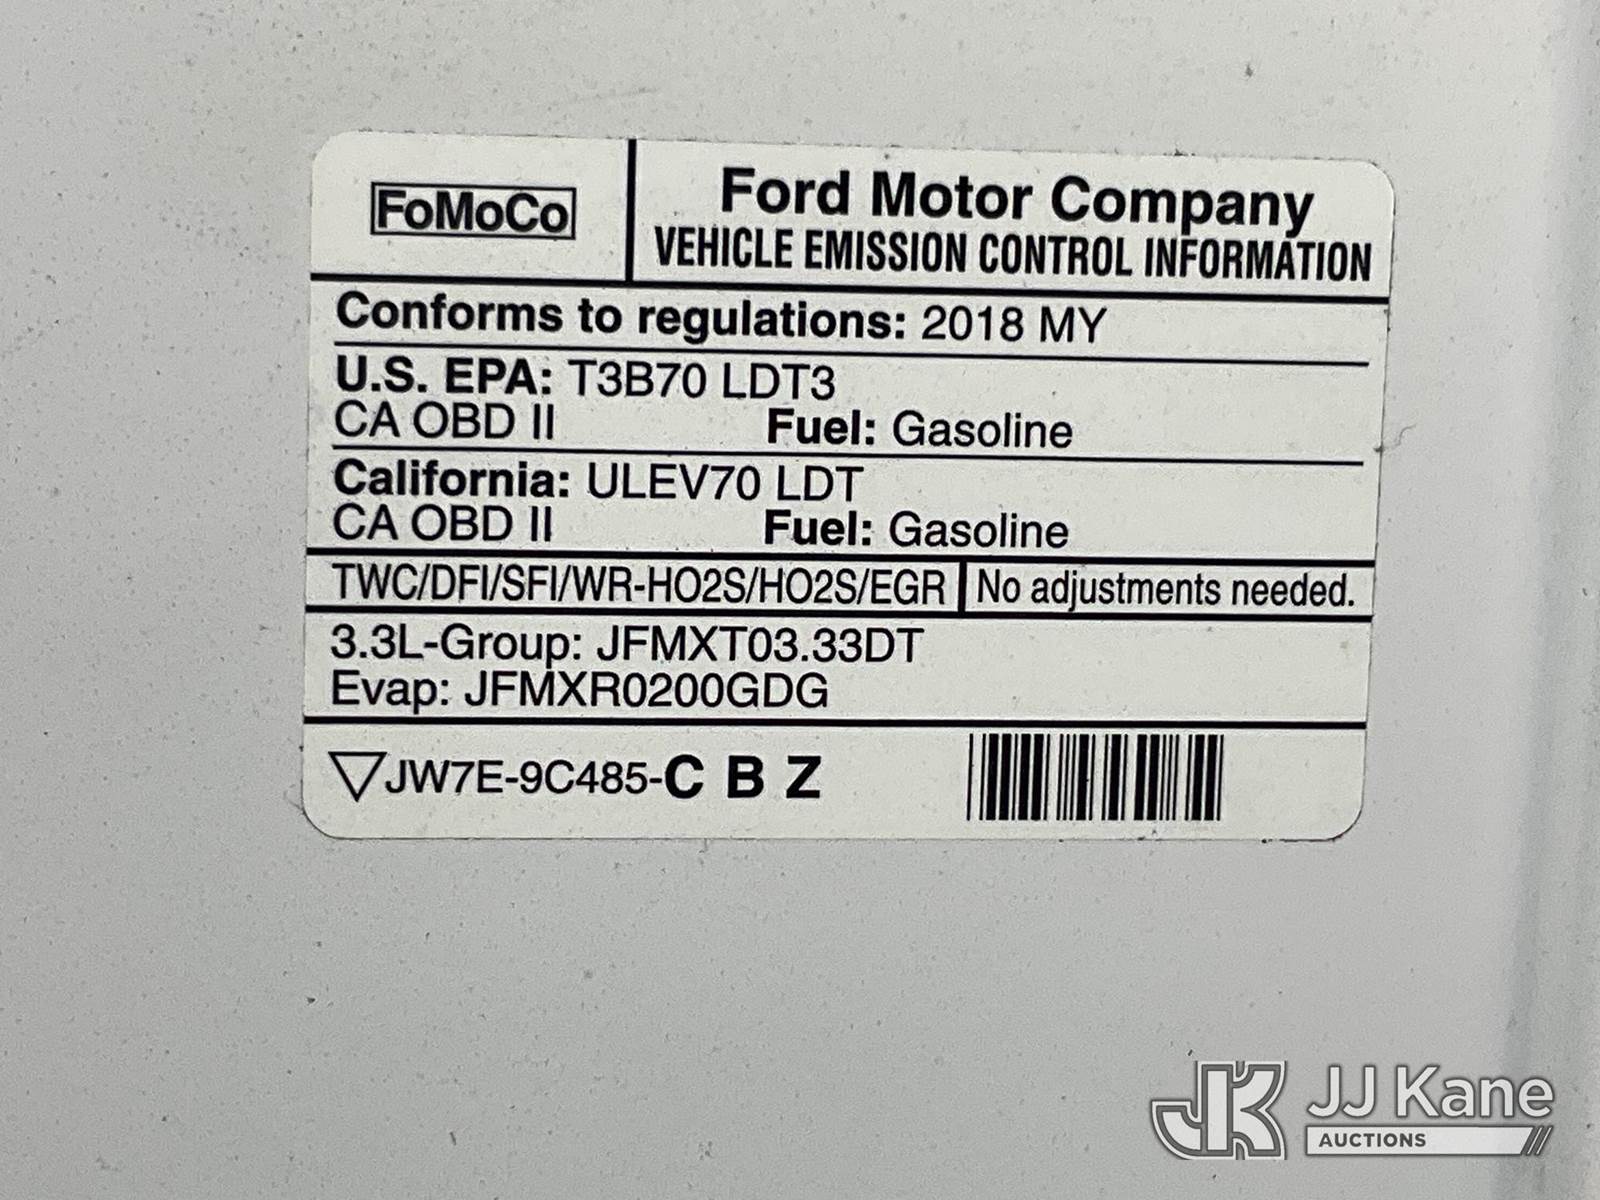 FoMoCo
Ford Motor Company
VEHICLE EMISSION CONTROL INFORMATION
Conforms to regulations: 2018 MY
U.S. EPA: T3B70 LDT3
CA OBD II Fuel: Gasoline
California: ULEV70 LDT
CA OBD II Fuel: Gasoline
TWC/DFI/SFI/WR-HO2S/HO2S/EGR No adjustments needed.
3.3L-Group: JFMXT03.33DT
Evap: JFMXR0200GDG
JW7E-9C485-C B Z
JK JJ Kane
AUCTIONS